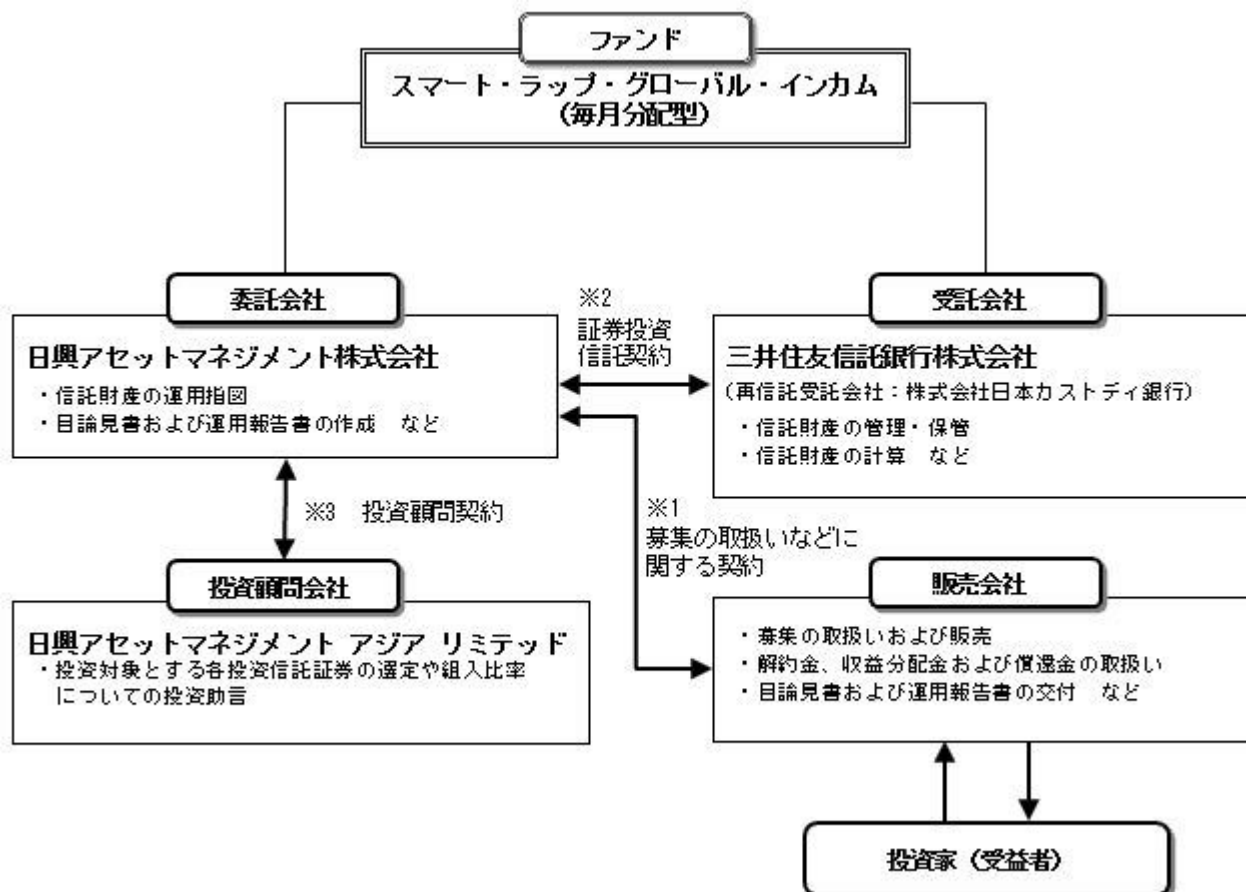 ファンド
スマート・ラップ・グローバル・インカム
（毎月分配型）
委託会社
日興アセットマネジメント株式会社
・信託財産の運用指図
・目論見書および運用報告書の作成　など
※2
証券投資
信託契約
受託会社
三井住友信託銀行株式会社
（再信託受託会社：株式会社日本カストディ銀行）
・信託財産の管理・保管
・信託財産の計算　など
※3　投資顧問契約
※1
募集の取扱いなどに
関する契約
投資顧問会社
日興アセットマネジメント アジア リミテッド
・投資対象とする各投資信託証券の選定や組入比率
についての投資助言
販売会社
・募集の取扱いおよび販売
・解約金、収益分配金および償還金の取扱い
・目論見書および運用報告書の交付　など
投資家（受益者）